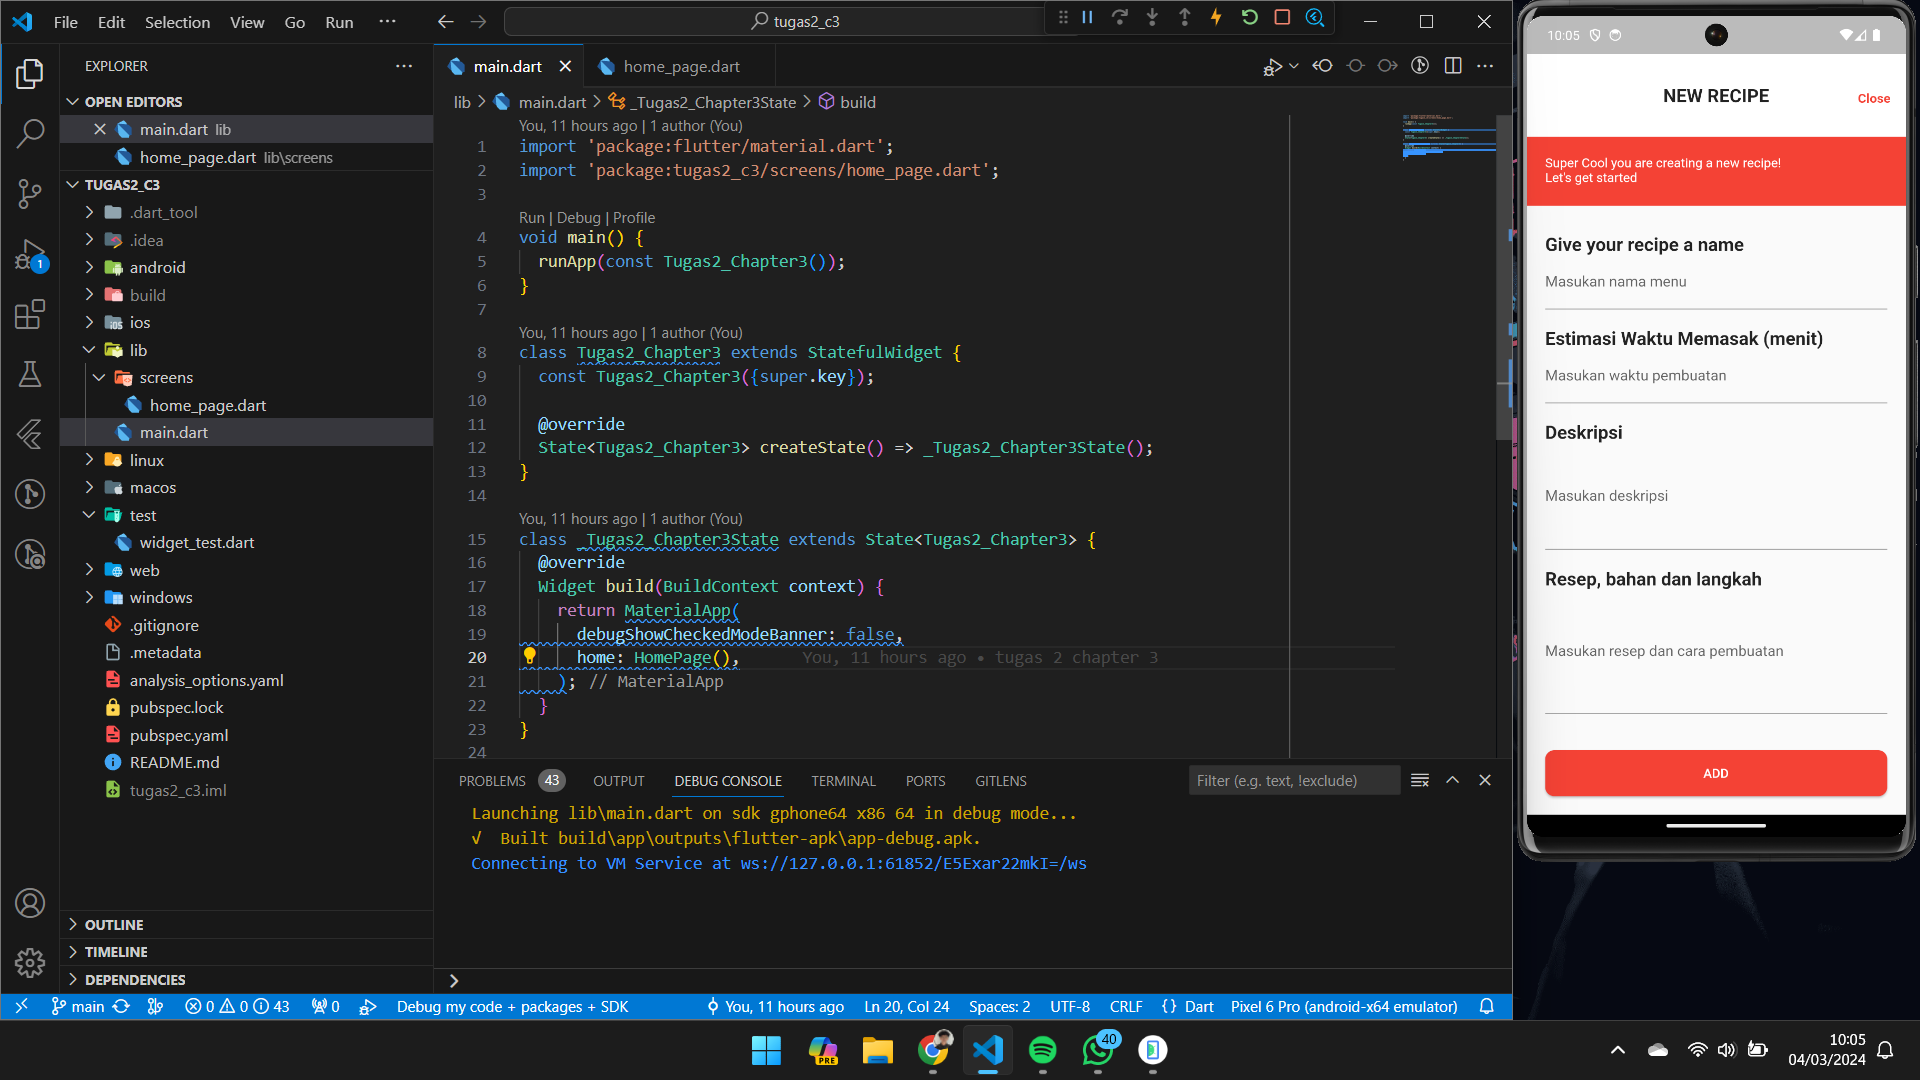 File Edit Selection View Go Run ···
tugas2_c3
EXPLORER
OPEN EDITORS
main.dart lib
home_page.dart lib\screens
TUGAS2_C3
.dart_tool
.idea
android
build
ios
lib
screens
home_page.dart
main.dart
linux
macos
test
widget_test.dart
web
windows
.gitignore
.metadata
analysis_options.yaml
pubspec.lock
pubspec.yaml
README.md
tugas2_c3.iml
OUTLINE
TIMELINE
DEPENDENCIES
1
main.dart
home_page.dart
lib > main.dart > _Tugas2_Chapter3State > build
You, 11 hours ago | 1 author (You)
1 import 'package:flutter/material.dart';
2 import 'package:tugas2_c3/screens/home_page.dart';
3
Run | Debug | Profile
4 void main() {
5 runApp(const Tugas2_Chapter3());
6 }
7
You, 11 hours ago | 1 author (You)
8 class Tugas2_Chapter3 extends StatefulWidget {
9 const Tugas2_Chapter3({super.key});
10
11 @override
12 State<Tugas2_Chapter3> createState() => _Tugas2_Chapter3State();
13 }
14
You, 11 hours ago | 1 author (You)
15 class _Tugas2_Chapter3State extends State<Tugas2_Chapter3> {
16 @override
17 Widget build(BuildContext context) {
18 return MaterialApp(
19 debugShowCheckedModeBanner: false,
20 home: HomePage(), You, 11 hours ago • tugas 2 chapter 3
21 ); // MaterialApp
22 }
23 }
24
PROBLEMS 43 OUTPUT DEBUG CONSOLE TERMINAL PORTS GITLENS
Filter (e.g. text, !exclude)
Launching lib\main.dart on sdk gphone64 x86 64 in debug mode...
√ Built build\app\outputs\flutter-apk\app-debug.apk.
Connecting to VM Service at ws://127.0.0.1:61852/E5Exar22mkI=/ws
main 0 0 43 0 Debug my code + packages + SDK You, 11 hours ago Ln 20, Col 24 Spaces: 2 UTF-8 CRLF {} Dart Pixel 6 Pro (android-x64 emulator)
10:05
NEW RECIPE
Close
Super Cool you are creating a new recipe!
Let's get started
Give your recipe a name
Masukan nama menu
Estimasi Waktu Memasak (menit)
Masukan waktu pembuatan
Deskripsi
Masukan deskripsi
Resep, bahan dan langkah
Masukan resep dan cara pembuatan
ADD
PRE
40
10:05
04/03/2024